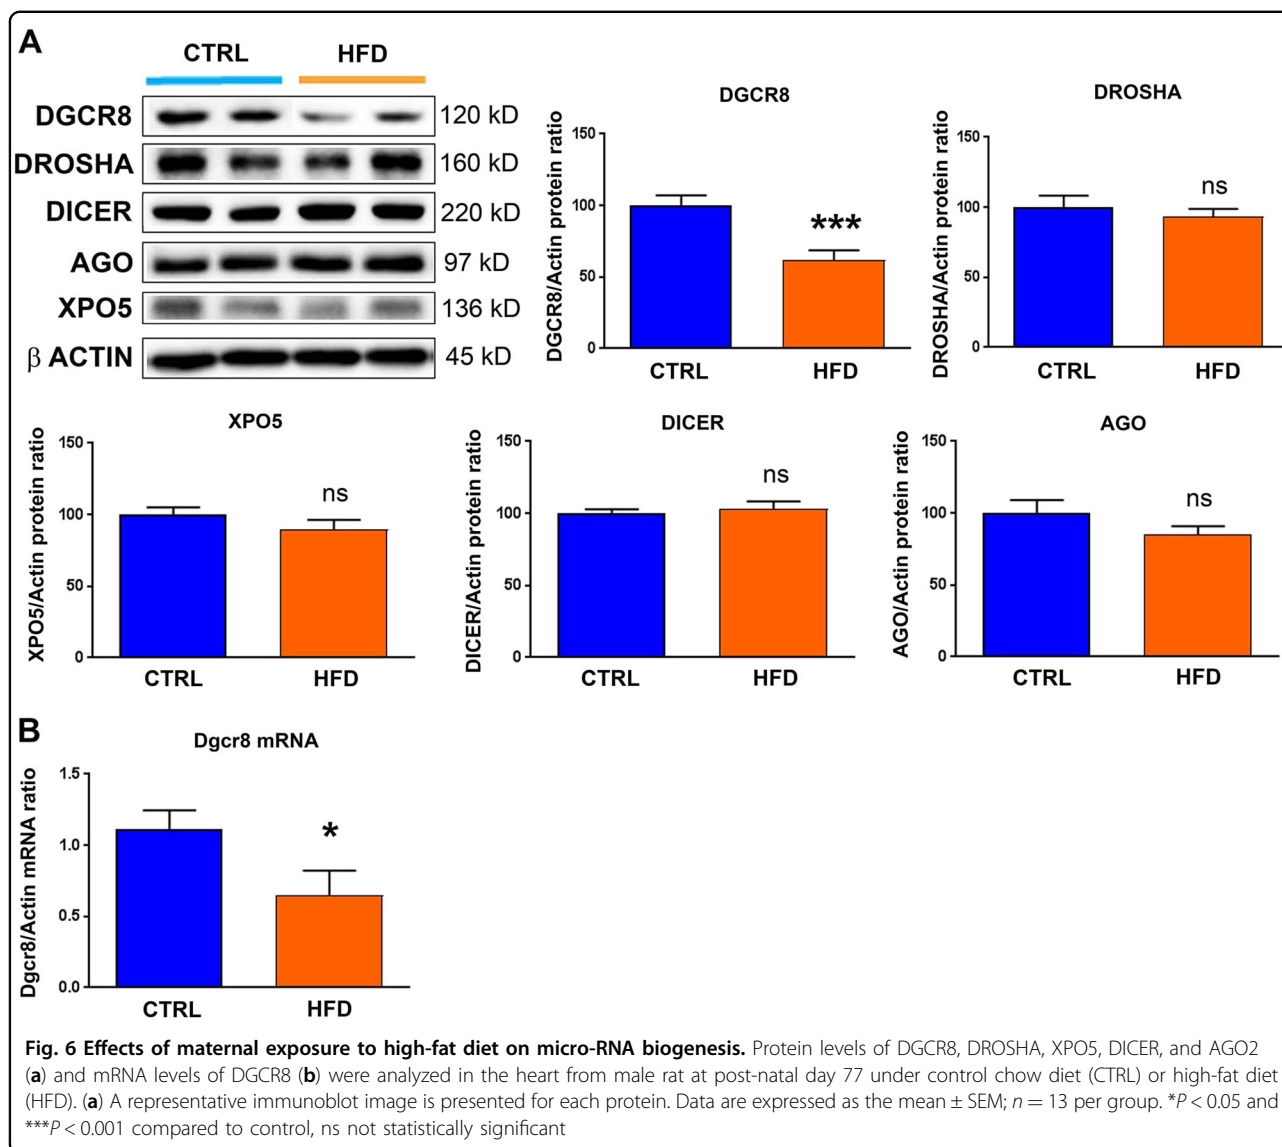 A
CTRL HFD
DGCR8 120 kD
DROSHA 160 kD
DICER 220 kD
AGO 97 kD
XPO5 136 kD
β ACTIN 45 kD
DGCR8
DGCR8/Actin protein ratio
150
100
50
0
***
CTRL HFD
DROSHA
DROSHA/Actin protein ratio
150
100
50
0
ns
CTRL HFD
XPO5
XPO5/Actin protein ratio
150
100
50
0
ns
CTRL HFD
DICER
DICER/Actin protein ratio
150
100
50
0
ns
CTRL HFD
AGO
AGO/Actin protein ratio
150
100
50
0
ns
CTRL HFD
B
Dgcr8 mRNA
Dgcr8/Actin mRNA ratio
1.5
1.0
0.5
0.0
*
CTRL HFD
Fig. 6 Effects of maternal exposure to high-fat diet on micro-RNA biogenesis. Protein levels of DGCR8, DROSHA, XPO5, DICER, and AGO2
(a) and mRNA levels of DGCR8 (b) were analyzed in the heart from male rat at post-natal day 77 under control chow diet (CTRL) or high-fat diet
(HFD). (a) A representative immunoblot image is presented for each protein. Data are expressed as the mean ± SEM; n = 13 per group. *P < 0.05 and
***P < 0.001 compared to control, ns not statistically significant